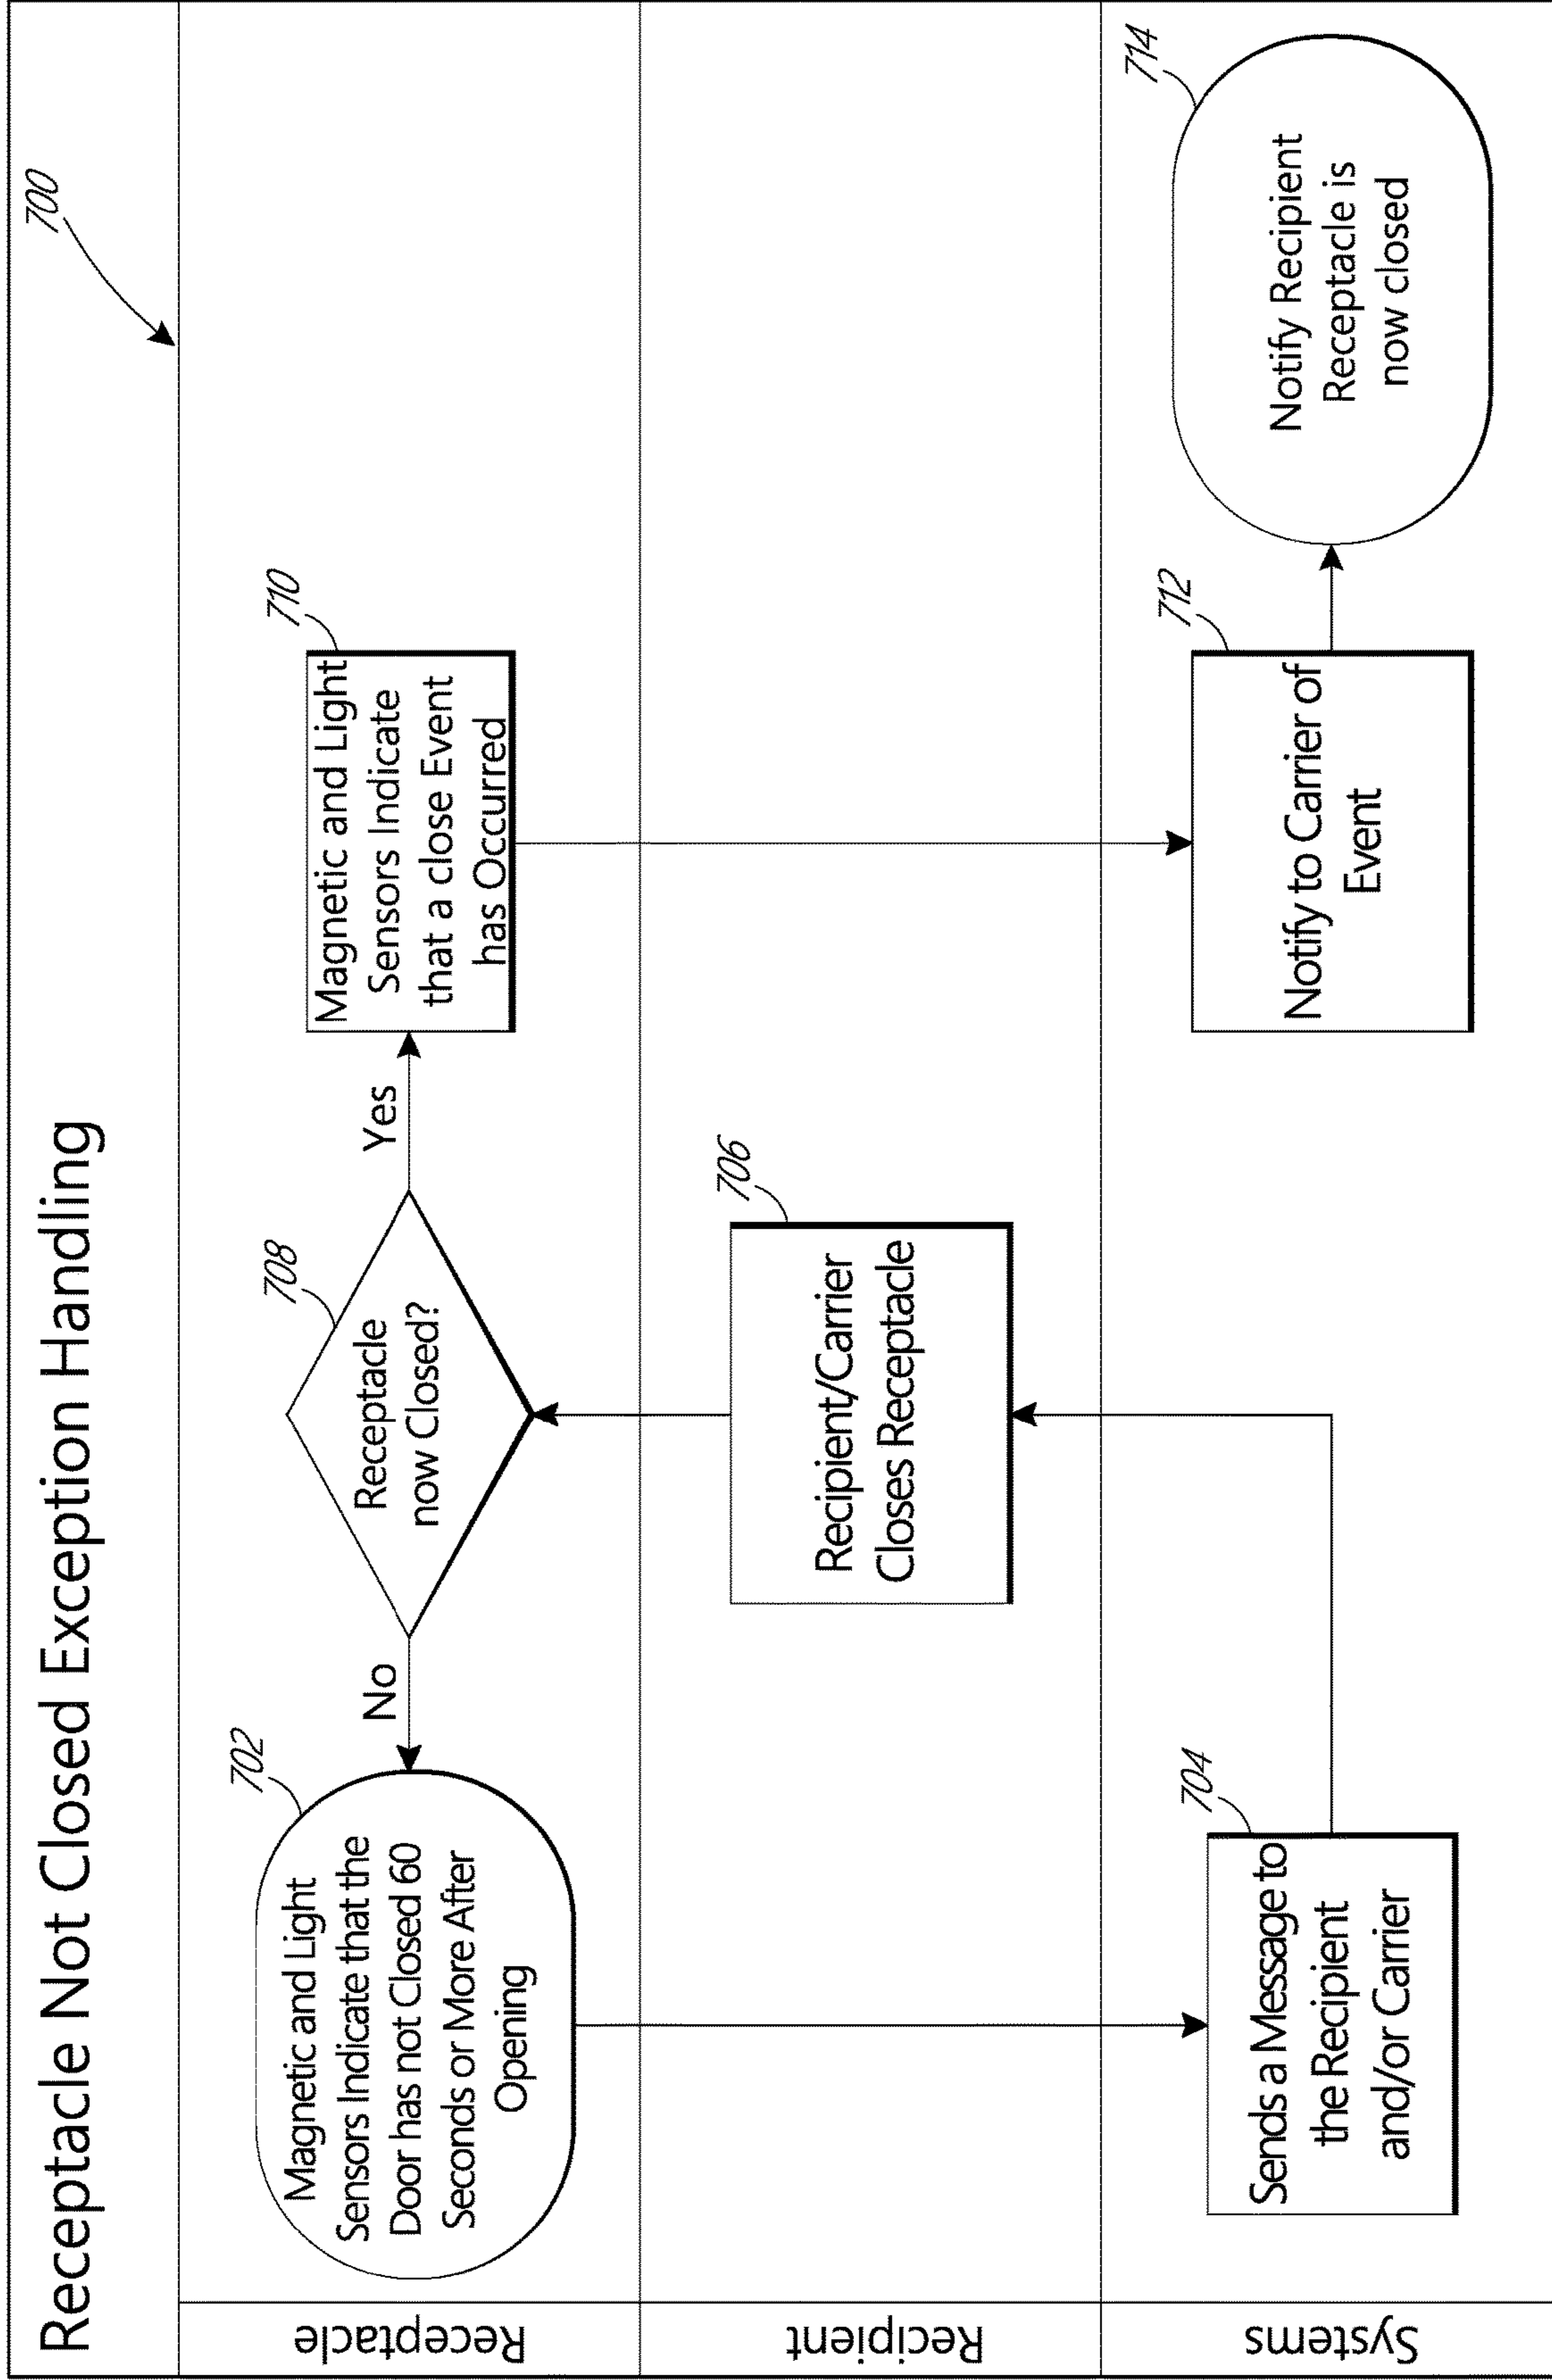 Receptacle Not Closed Exception Handling
700
Receptacle
702
Magnetic and Light
Sensors Indicate that the
Door has not Closed 60
Seconds or More After
Opening
No
708
Receptacle
now Closed?
Yes
710
Magnetic and Light
Sensors Indicate
that a close Event
has Occurred
Recipient
706
Recipient/Carrier
Closes Receptacle
Systems
704
Sends a Message to
the Recipient
and/or Carrier
712
Notify to Carrier of
Event
714
Notify Recipient
Receptacle is
now closed